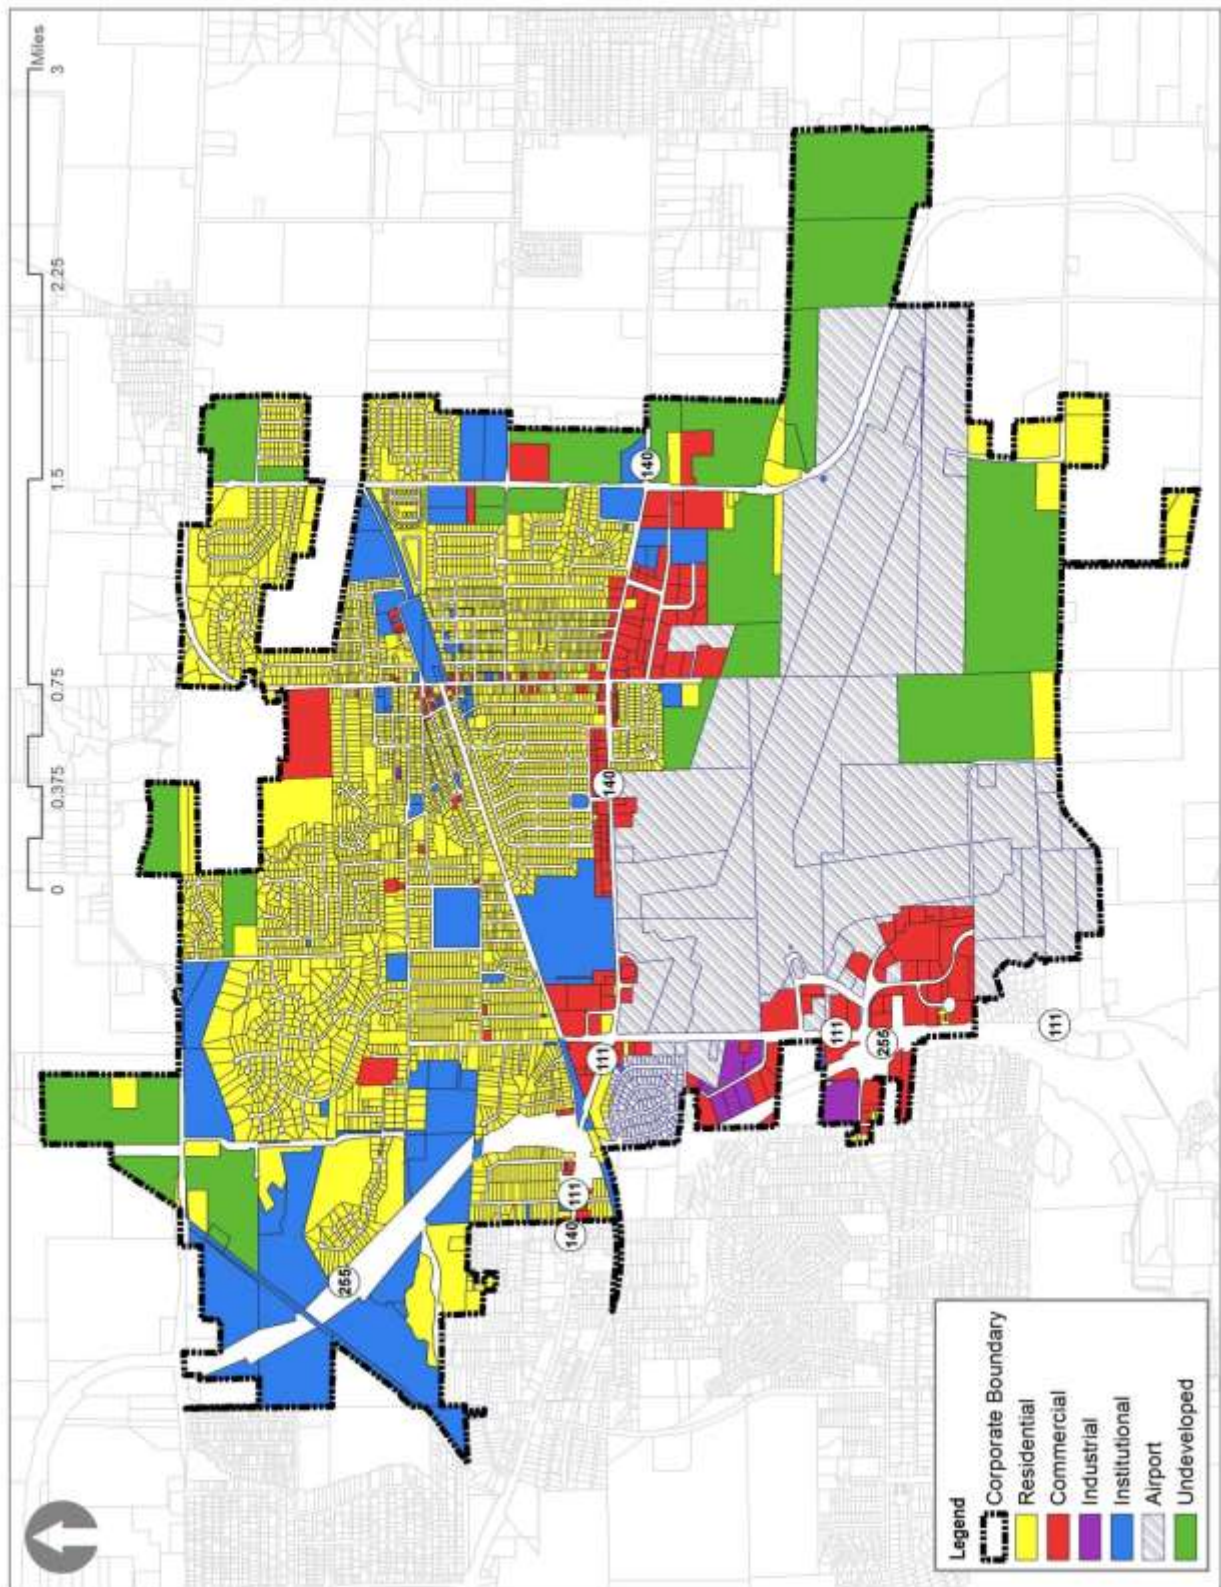 Miles
0 0.375 0.75 1.5 2.25 3
255
140
111
111
140
140
111
255
111
Legend
Corporate Boundary
Residential
Commercial
Industrial
Institutional
Airport
Undeveloped